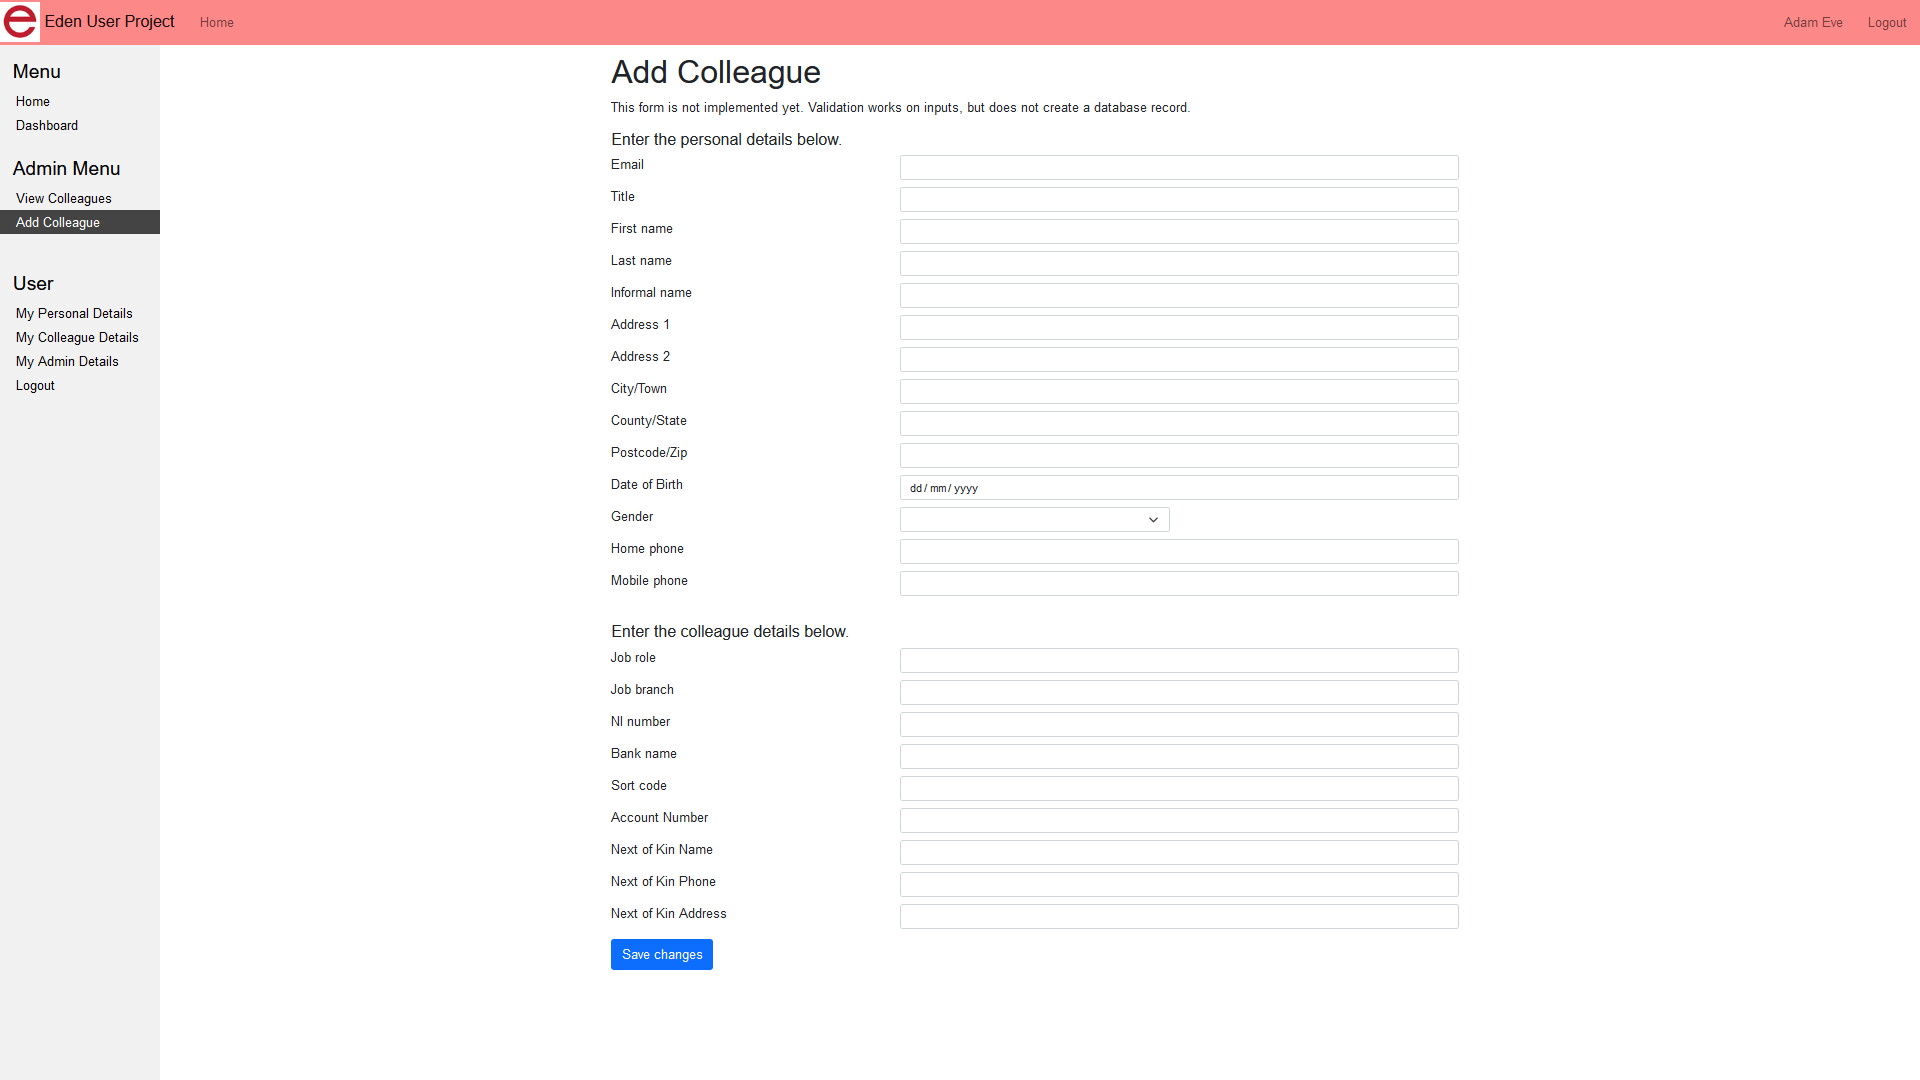 e Eden User Project Home Adam Eve Logout
Menu
Home
Dashboard
Admin Menu
View Colleagues
Add Colleague
User
My Personal Details
My Colleague Details
My Admin Details
Logout
Add Colleague
This form is not implemented yet. Validation works on inputs, but does not create a database record.
Enter the personal details below.
Email
Title
First name
Last name
Informal name
Address 1
Address 2
City/Town
County/State
Postcode/Zip
Date of Birth dd/mm/yyyy
Gender
Home phone
Mobile phone
Enter the colleague details below.
Job role
Job branch
NI number
Bank name
Sort code
Account Number
Next of Kin Name
Next of Kin Phone
Next of Kin Address
Save changes